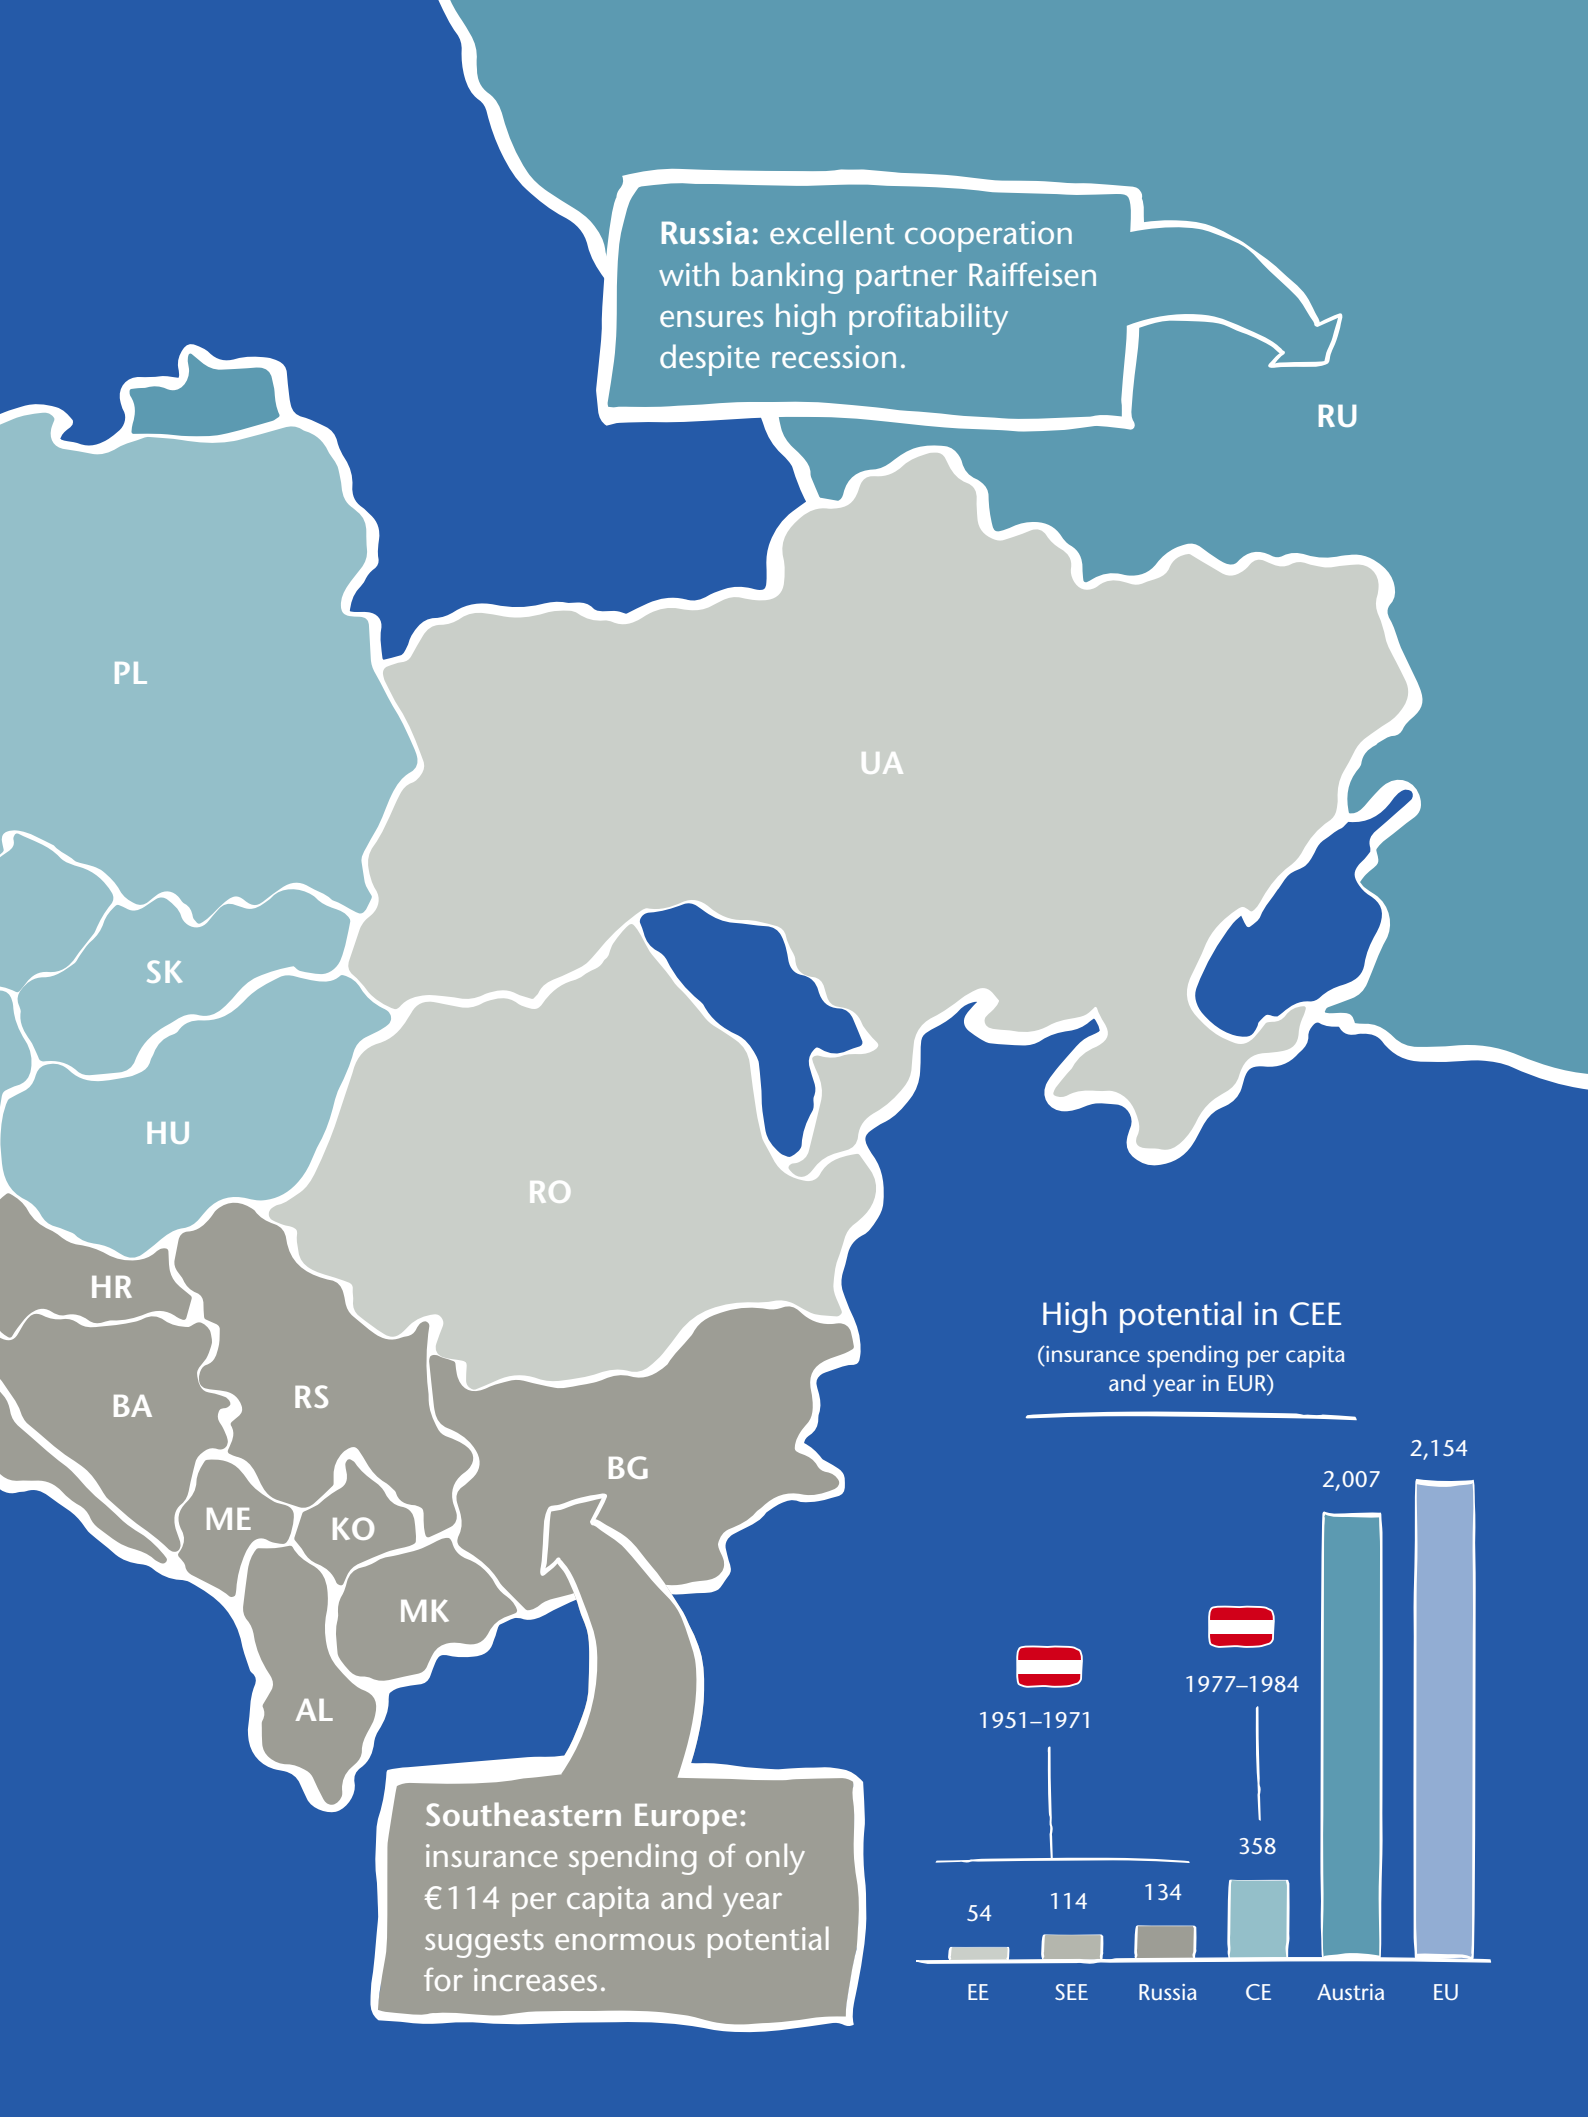 Russia: excellent cooperation
with banking partner Raiffeisen
ensures high profitability
despite recession.
RU
PL
UA
SK
HU
RO
HR
BA
RS
BG
ME
KO
MK
AL
Southeastern Europe:
insurance spending of only
€114 per capita and year
suggests enormous potential
for increases.
High potential in CEE
(insurance spending per capita
and year in EUR)
2,154
2,007
1977–1984
1951–1971
358
134
114
54
EE SEE Russia CE Austria EU